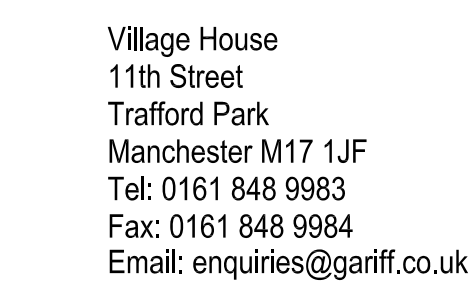 Village House
11th Street
Trafford Park
Manchester M17 1JF
Tel: 0161 848 9983
Fax: 0161 848 9984
Email: enquiries@gariff.co.uk